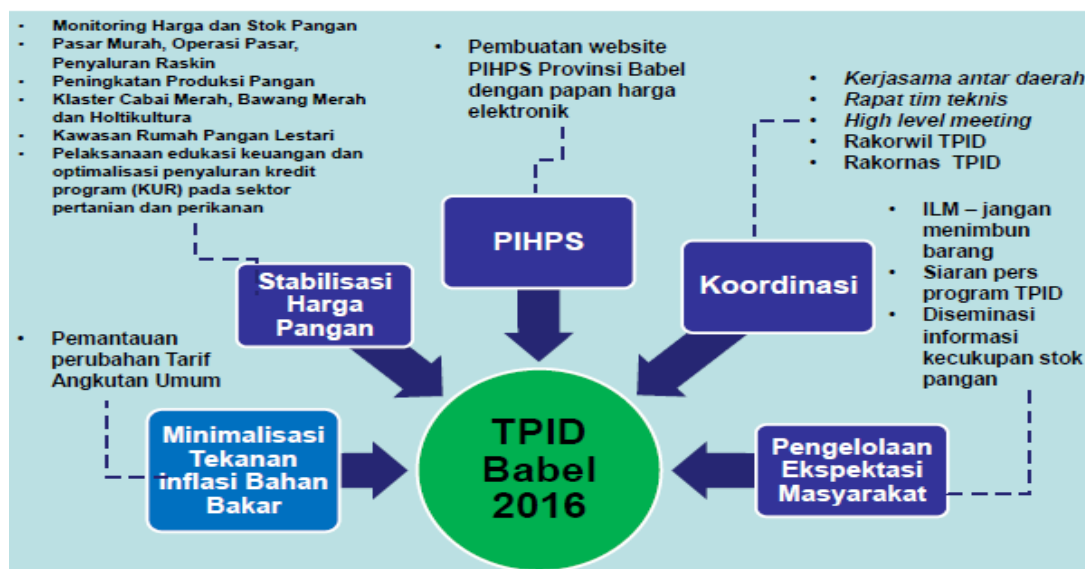 • Monitoring Harga dan Stok Pangan
• Pasar Murah, Operasi Pasar,
Penyaluran Raskin
• Peningkatan Produksi Pangan
• Klaster Cabai Merah, Bawang Merah
dan Holtikultura
• Kawasan Rumah Pangan Lestari
• Pelaksanaan edukasi keuangan dan
optimalisasi penyaluran kredit
program (KUR) pada sektor
pertanian dan perikanan
• Pembuatan website
PIHPS Provinsi Babel
dengan papan harga
elektronik
• Kerjasama antar daerah
• Rapat tim teknis
• High level meeting
• Rakorwil TPID
• Rakornas TPID
• ILM – jangan
menimbun
barang
• Siaran pers
program TPID
• Diseminasi
informasi
kecukupan stok
pangan
PIHPS
Stabilisasi
Harga
Pangan
Koordinasi
• Pemantauan
perubahan Tarif
Angkutan Umum
Minimalisasi
Tekanan
inflasi Bahan
Bakar
TPID
Babel
2016
Pengelolaan
Ekspektasi
Masyarakat